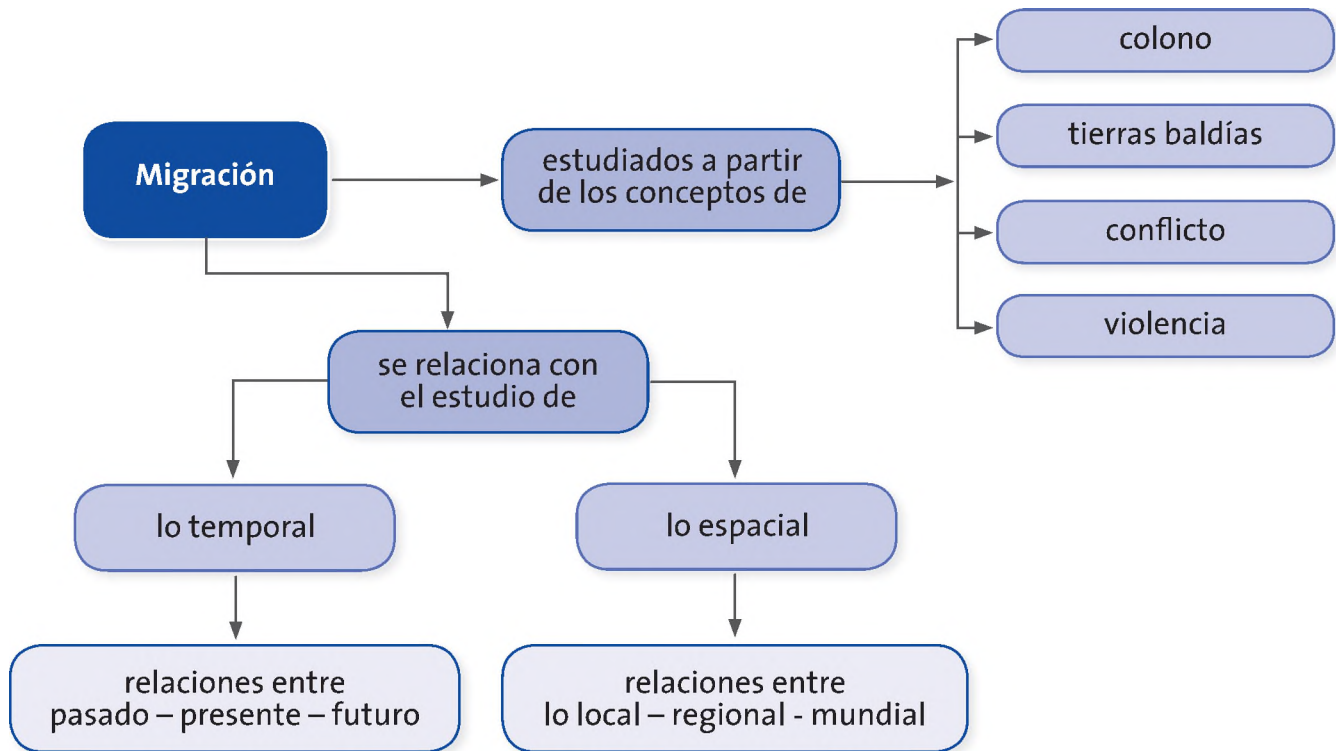 Migración
estudiados a partir
de los conceptos de
colono
tierras baldías
conflicto
violencia
se relaciona con
el estudio de
lo temporal
lo espacial
relaciones entre
pasado – presente – futuro
relaciones entre
lo local – regional - mundial